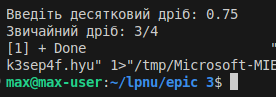 Введіть десятковий дріб: 0.75
Звичайний дріб: 3/4
[1] + Done "
k3sep4f.hyu" 1>"/tmp/Microsoft-MIE
max@max-user:~/lpnu/epic 3$